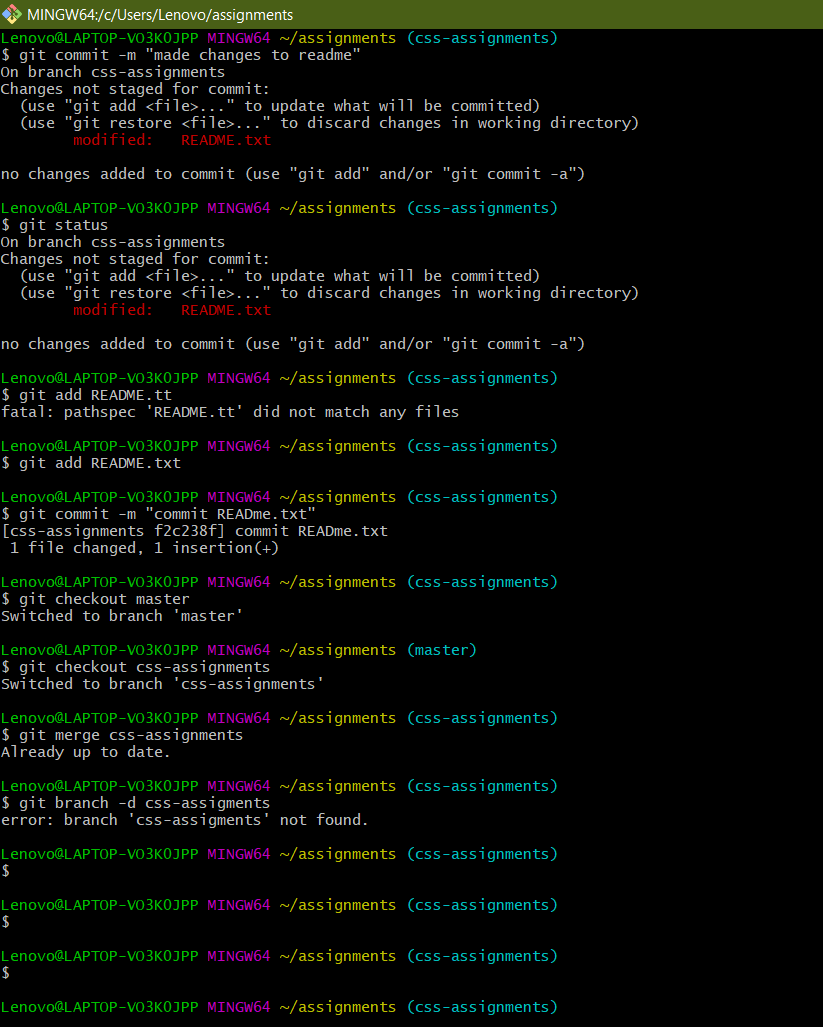 MINGW64:/c/Users/Lenovo/assignments
Lenovo@LAPTOP-VO3K0JPP MINGW64 ~/assignments (css-assignments)
$ git commit -m "made changes to readme"
On branch css-assignments
Changes not staged for commit:
  (use "git add <file>..." to update what will be committed)
  (use "git restore <file>..." to discard changes in working directory)
        modified:   README.txt
no changes added to commit (use "git add" and/or "git commit -a")
Lenovo@LAPTOP-VO3K0JPP MINGW64 ~/assignments (css-assignments)
$ git status
On branch css-assignments
Changes not staged for commit:
  (use "git add <file>..." to update what will be committed)
  (use "git restore <file>..." to discard changes in working directory)
        modified:   README.txt
no changes added to commit (use "git add" and/or "git commit -a")
Lenovo@LAPTOP-VO3K0JPP MINGW64 ~/assignments (css-assignments)
$ git add README.tt
fatal: pathspec 'README.tt' did not match any files
Lenovo@LAPTOP-VO3K0JPP MINGW64 ~/assignments (css-assignments)
$ git add README.txt
Lenovo@LAPTOP-VO3K0JPP MINGW64 ~/assignments (css-assignments)
$ git commit -m "commit READme.txt"
[css-assignments f2c238f] commit READme.txt
 1 file changed, 1 insertion(+)
Lenovo@LAPTOP-VO3K0JPP MINGW64 ~/assignments (css-assignments)
$ git checkout master
Switched to branch 'master'
Lenovo@LAPTOP-VO3K0JPP MINGW64 ~/assignments (master)
$ git checkout css-assignments
Switched to branch 'css-assignments'
Lenovo@LAPTOP-VO3K0JPP MINGW64 ~/assignments (css-assignments)
$ git merge css-assignments
Already up to date.
Lenovo@LAPTOP-VO3K0JPP MINGW64 ~/assignments (css-assignments)
$ git branch -d css-assigments
error: branch 'css-assigments' not found.
Lenovo@LAPTOP-VO3K0JPP MINGW64 ~/assignments (css-assignments)
$
Lenovo@LAPTOP-VO3K0JPP MINGW64 ~/assignments (css-assignments)
$
Lenovo@LAPTOP-VO3K0JPP MINGW64 ~/assignments (css-assignments)
$
Lenovo@LAPTOP-VO3K0JPP MINGW64 ~/assignments (css-assignments)